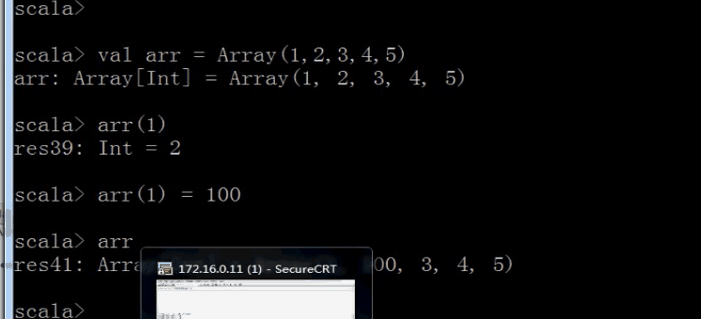 scala>
scala> val arr = Array(1,2,3,4,5)
arr: Array[Int] = Array(1, 2, 3, 4, 5)
scala> arr(1)
res39: Int = 2
scala> arr(1) = 100
scala> arr
res41: Arra 00, 3, 4, 5)
172.16.0.11 (1) - SecureCRT
scala>